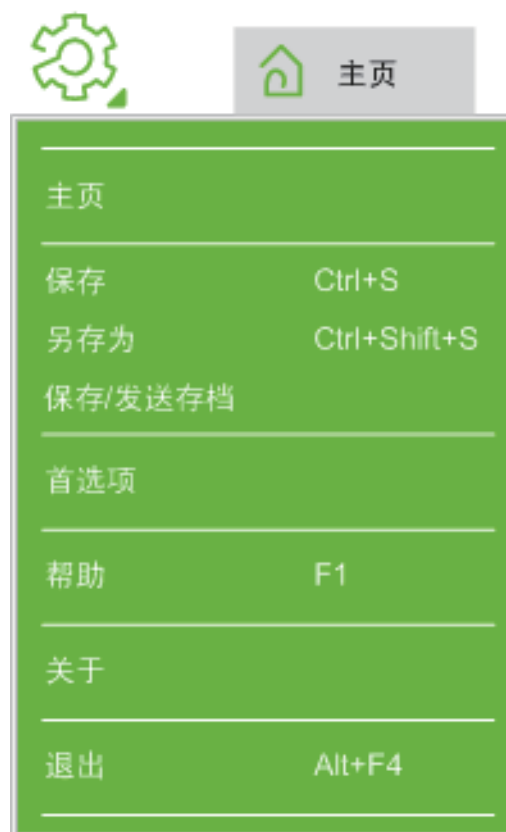 主页
主页
保存 Ctrl+S
另存为 Ctrl+Shift+S
保存/发送存档
首选项
帮助 F1
关于
退出 Alt+F4